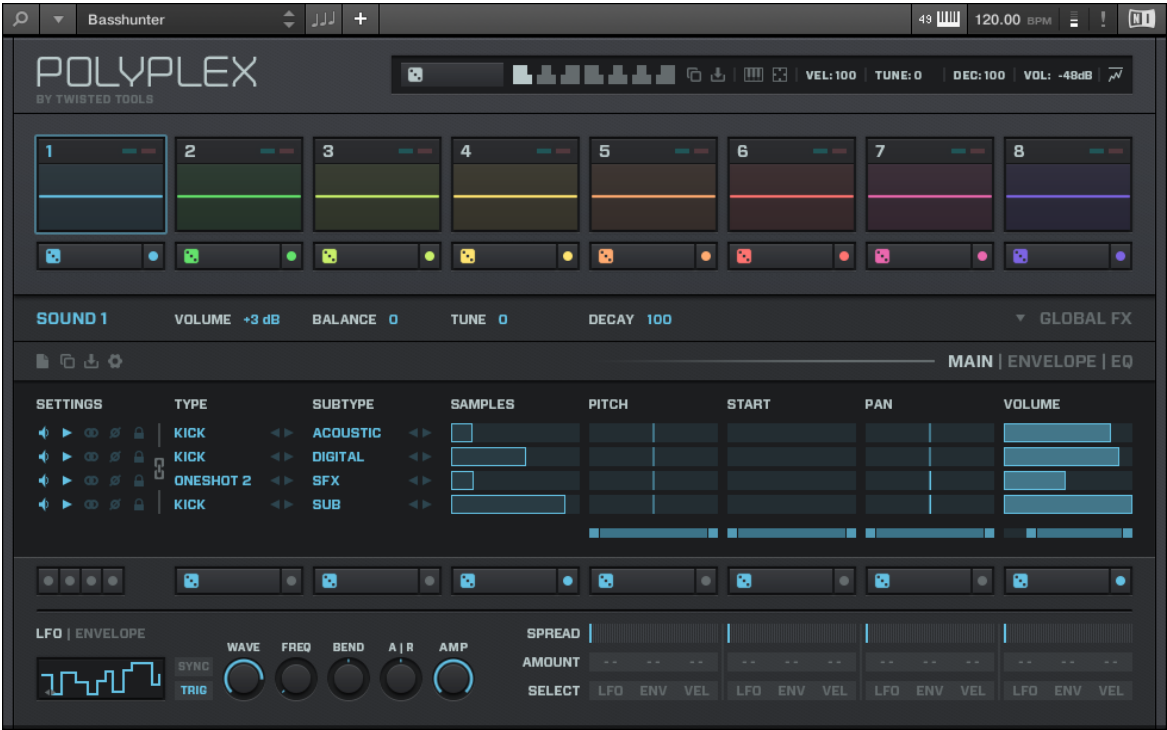 Basshunter 49 120.00 BPM ! NI
POLYPLEX
BY TWISTED TOOLS
VEL: 100 TUNE: 0 DEC: 100 VOL: -48dB
1 2 3 4 5 6 7 8
SOUND 1 VOLUME +3 dB BALANCE 0 TUNE 0 DECAY 100 GLOBAL FX
MAIN | ENVELOPE | EQ
SETTINGS TYPE SUBTYPE SAMPLES PITCH START PAN VOLUME
KICK ACOUSTIC
KICK DIGITAL
ONESHOT 2 SFX
KICK SUB
LFO | ENVELOPE
WAVE FREQ BEND A|R AMP
SYNC
TRIG
SPREAD
AMOUNT -- -- -- -- -- -- -- -- -- -- -- --
SELECT LFO ENV VEL LFO ENV VEL LFO ENV VEL LFO ENV VEL